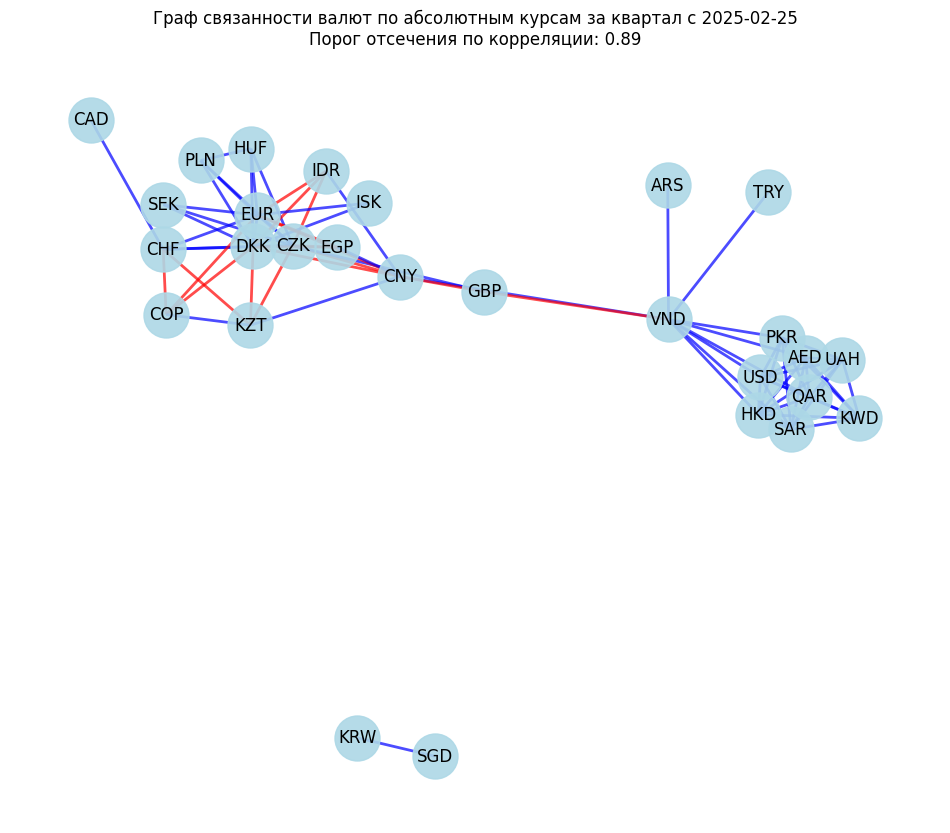 Граф связанности валют по абсолютным курсам за квартал с 2025-02-25
Порог отсечения по корреляции: 0.89
CAD
HUF
PLN
IDR
ARS
TRY
ISK
SEK
EUR
DKK
CZK
EGP
CHF
CNY
GBP
COP
KZT
VND
PKR
AED
UAH
USD
QAR
HKD
KWD
SAR
KRW
SGD